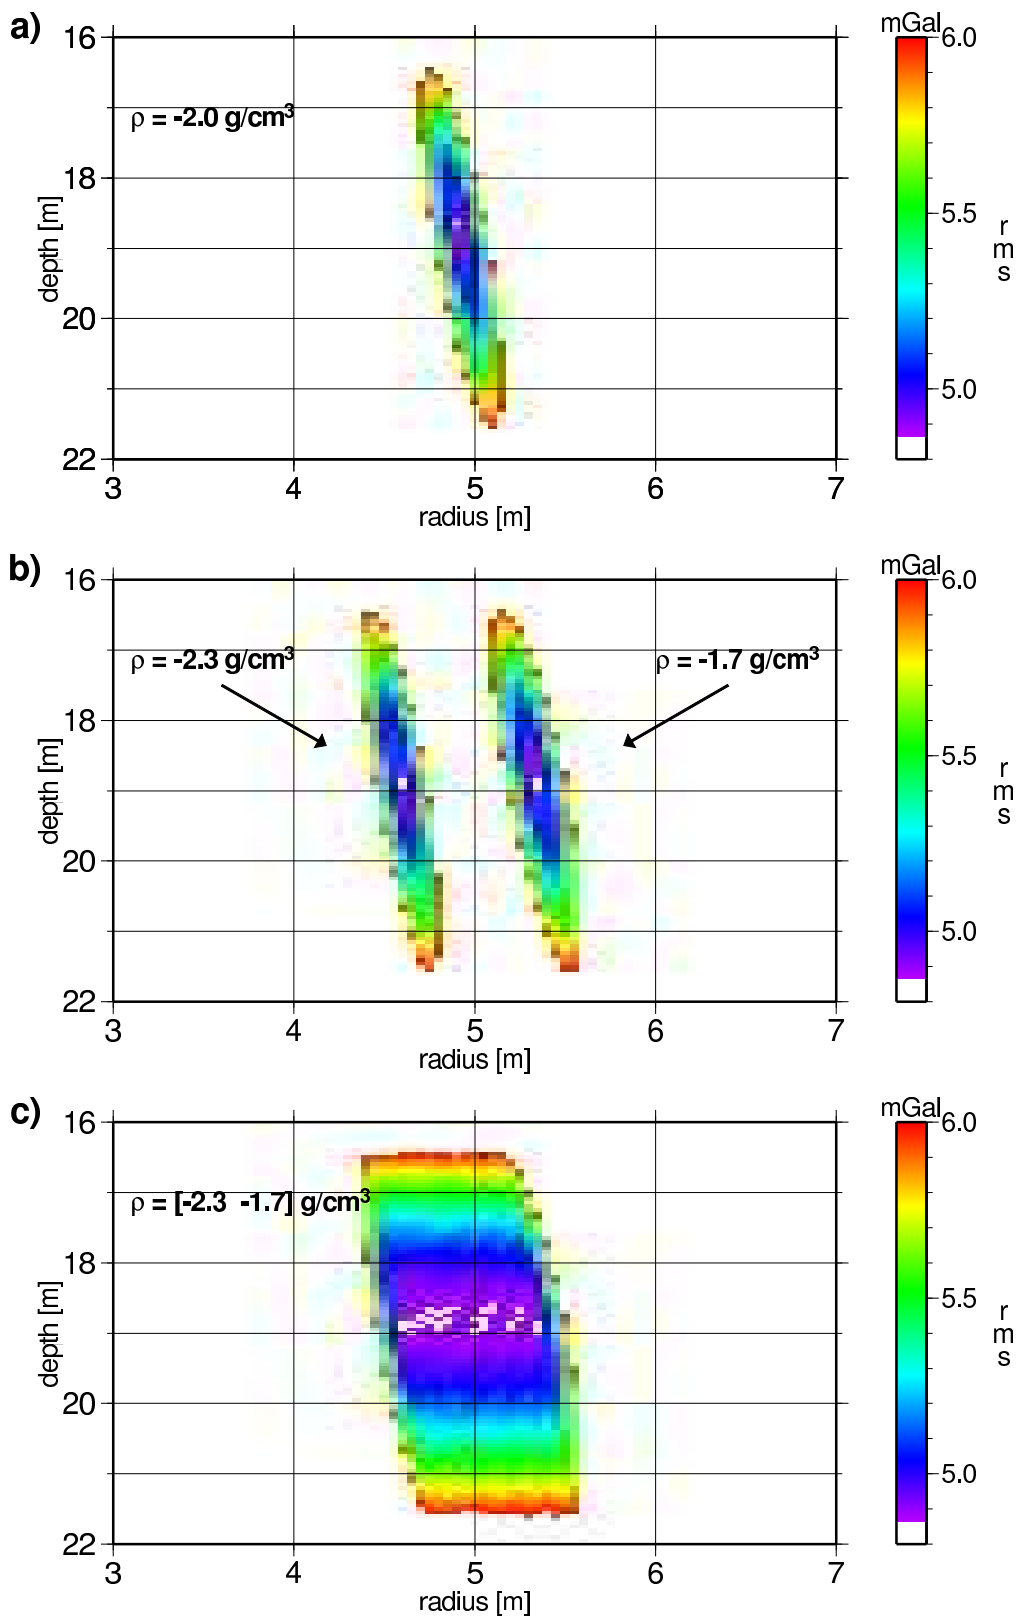 a)
mGal
16
18
20
22
depth [m]
ρ = -2.0 g/cm³
3 4 5 6 7
radius [m]
6.0
5.5
5.0
r
m
s
b)
mGal
16
18
20
22
depth [m]
ρ = -2.3 g/cm³
ρ = -1.7 g/cm³
3 4 5 6 7
radius [m]
6.0
5.5
5.0
r
m
s
c)
mGal
16
18
20
22
depth [m]
ρ = [-2.3 -1.7] g/cm³
3 4 5 6 7
radius [m]
6.0
5.5
5.0
r
m
s